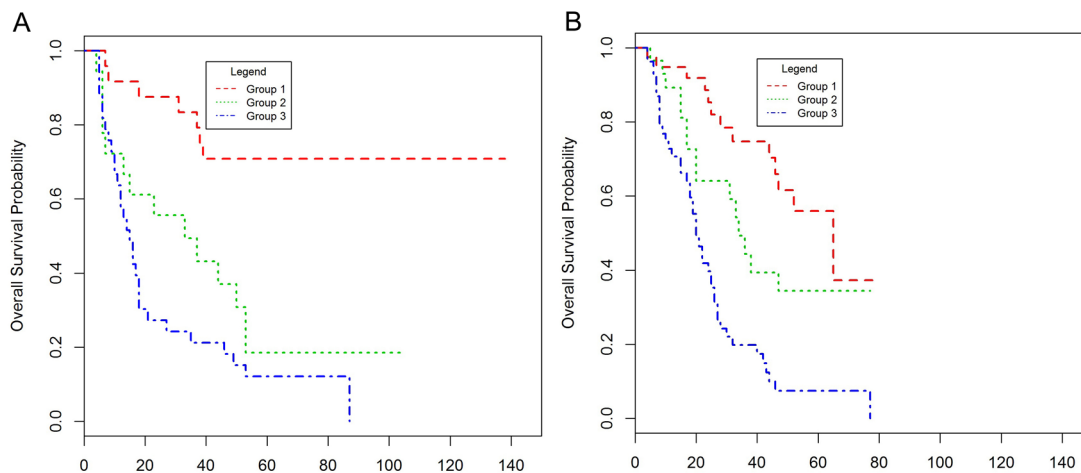 A
Overall Survival Probability
0.0 0.2 0.4 0.6 0.8 1.0
Legend
Group 1
Group 2
Group 3
0 20 40 60 80 100 120 140
B
Overall Survival Probability
0.0 0.2 0.4 0.6 0.8 1.0
Legend
Group 1
Group 2
Group 3
0 20 40 60 80 100 120 140